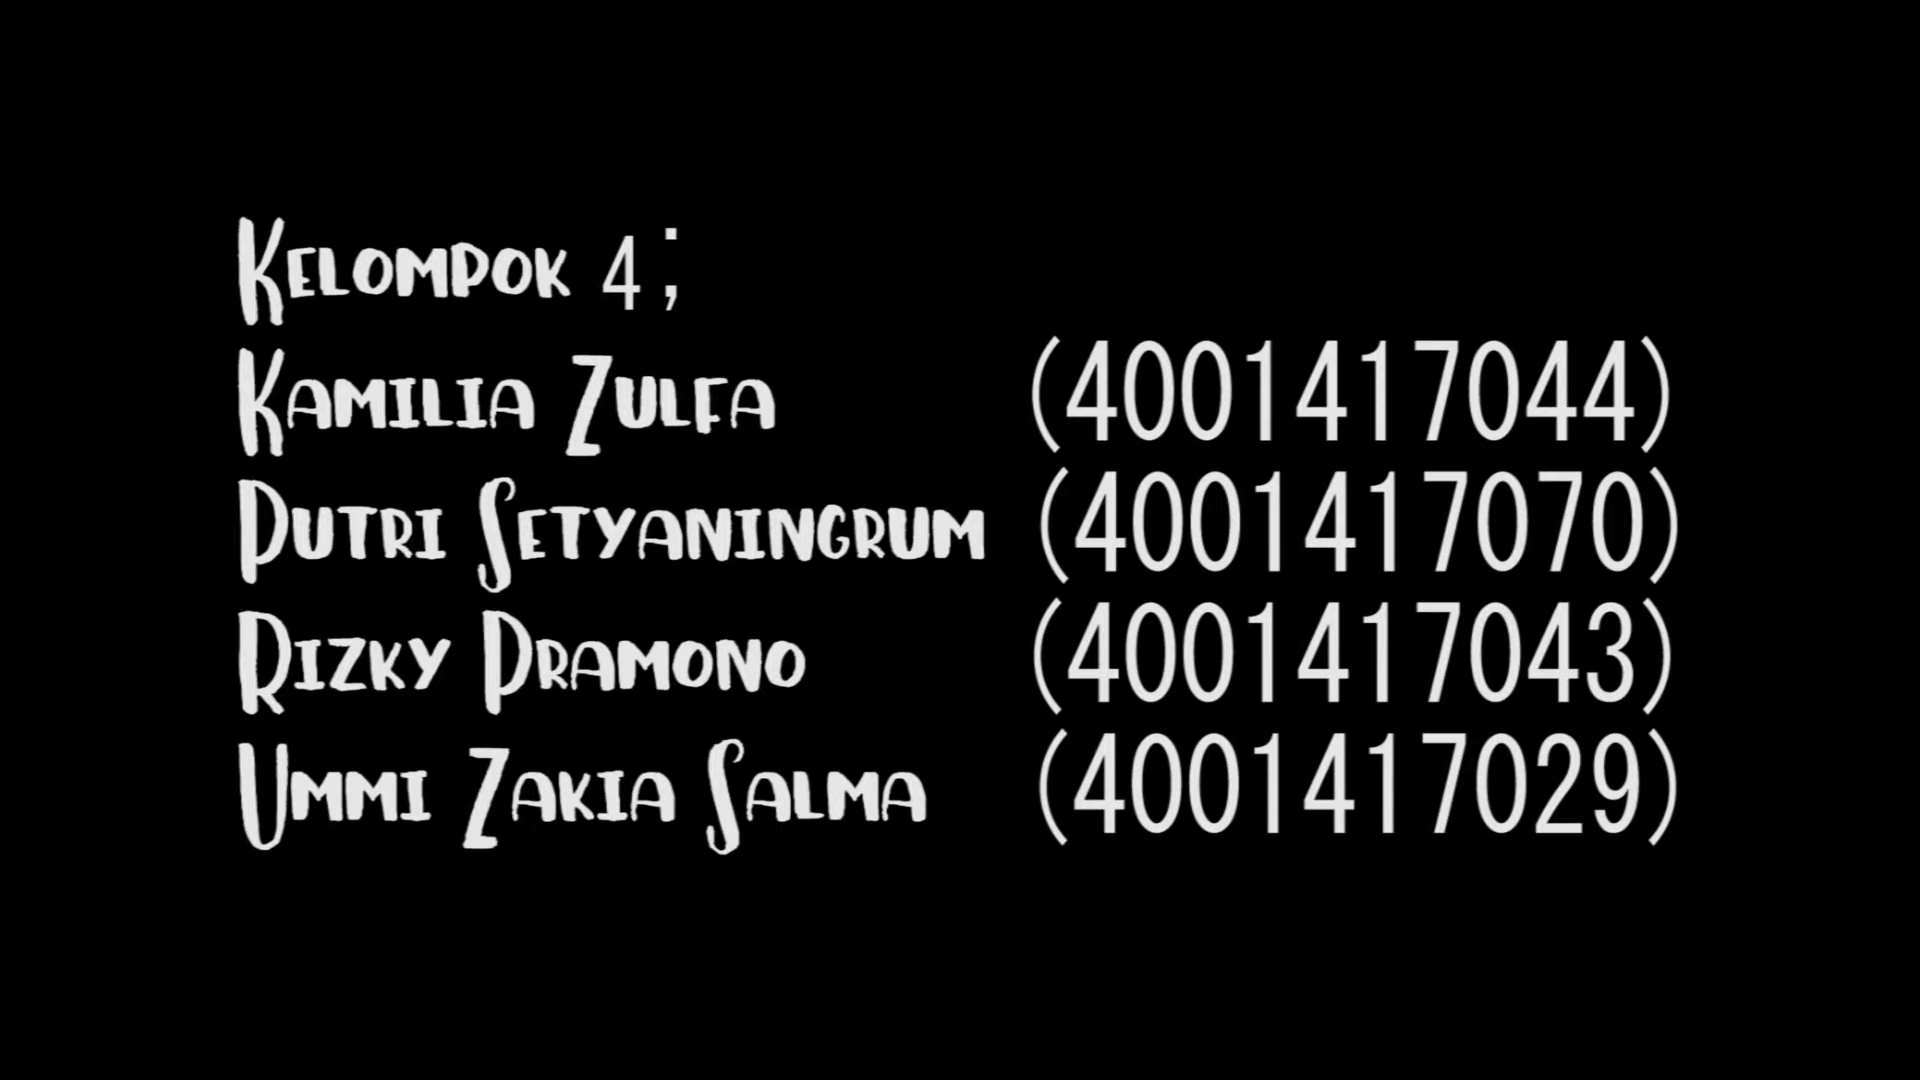 Kelompok 4;
Kamilia Zulfa (4001417044)
Putri Setyaningrum (4001417070)
Rizky Pramono (4001417043)
Ummi Zakia Salma (4001417029)